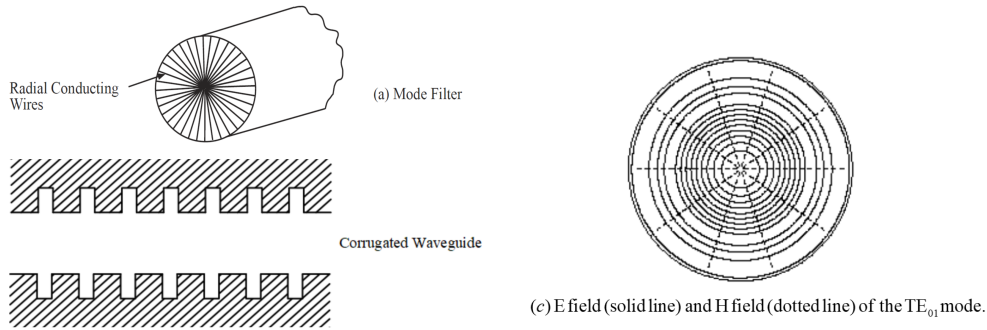 Radial Conducting
Wires
(a) Mode Filter
Corrugated Waveguide
(c) E field (solid line) and H field (dotted line) of the TE01 mode.